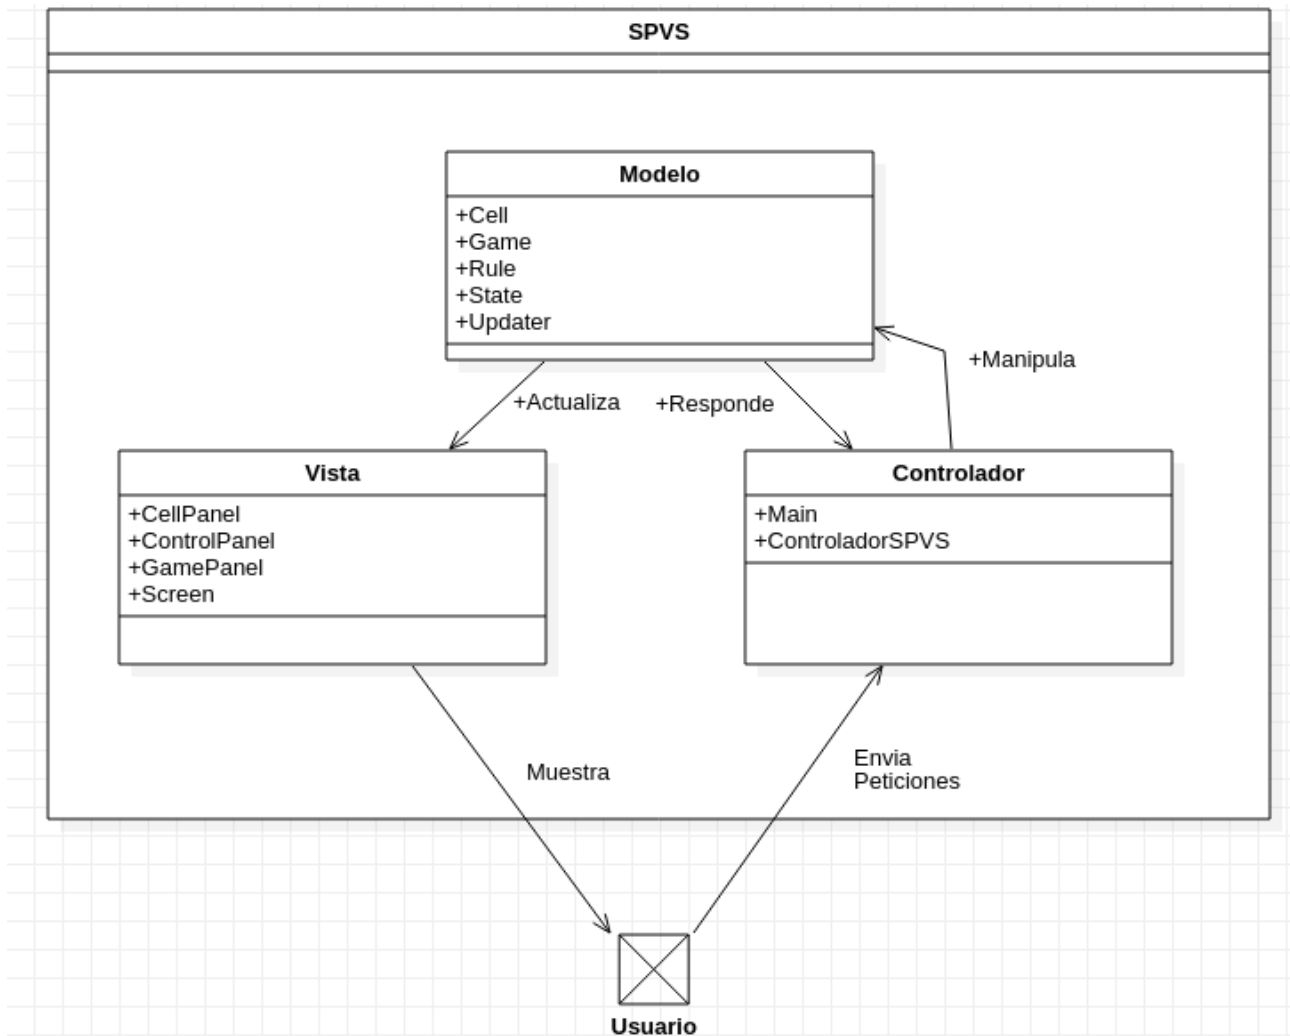 SPVS
Modelo
+Cell
+Game
+Rule
+State
+Updater
+Manipula
+Actualiza
+Responde
Vista
+CellPanel
+ControlPanel
+GamePanel
+Screen
Controlador
+Main
+ControladorSPVS
Muestra
Envia
Peticiones
Usuario